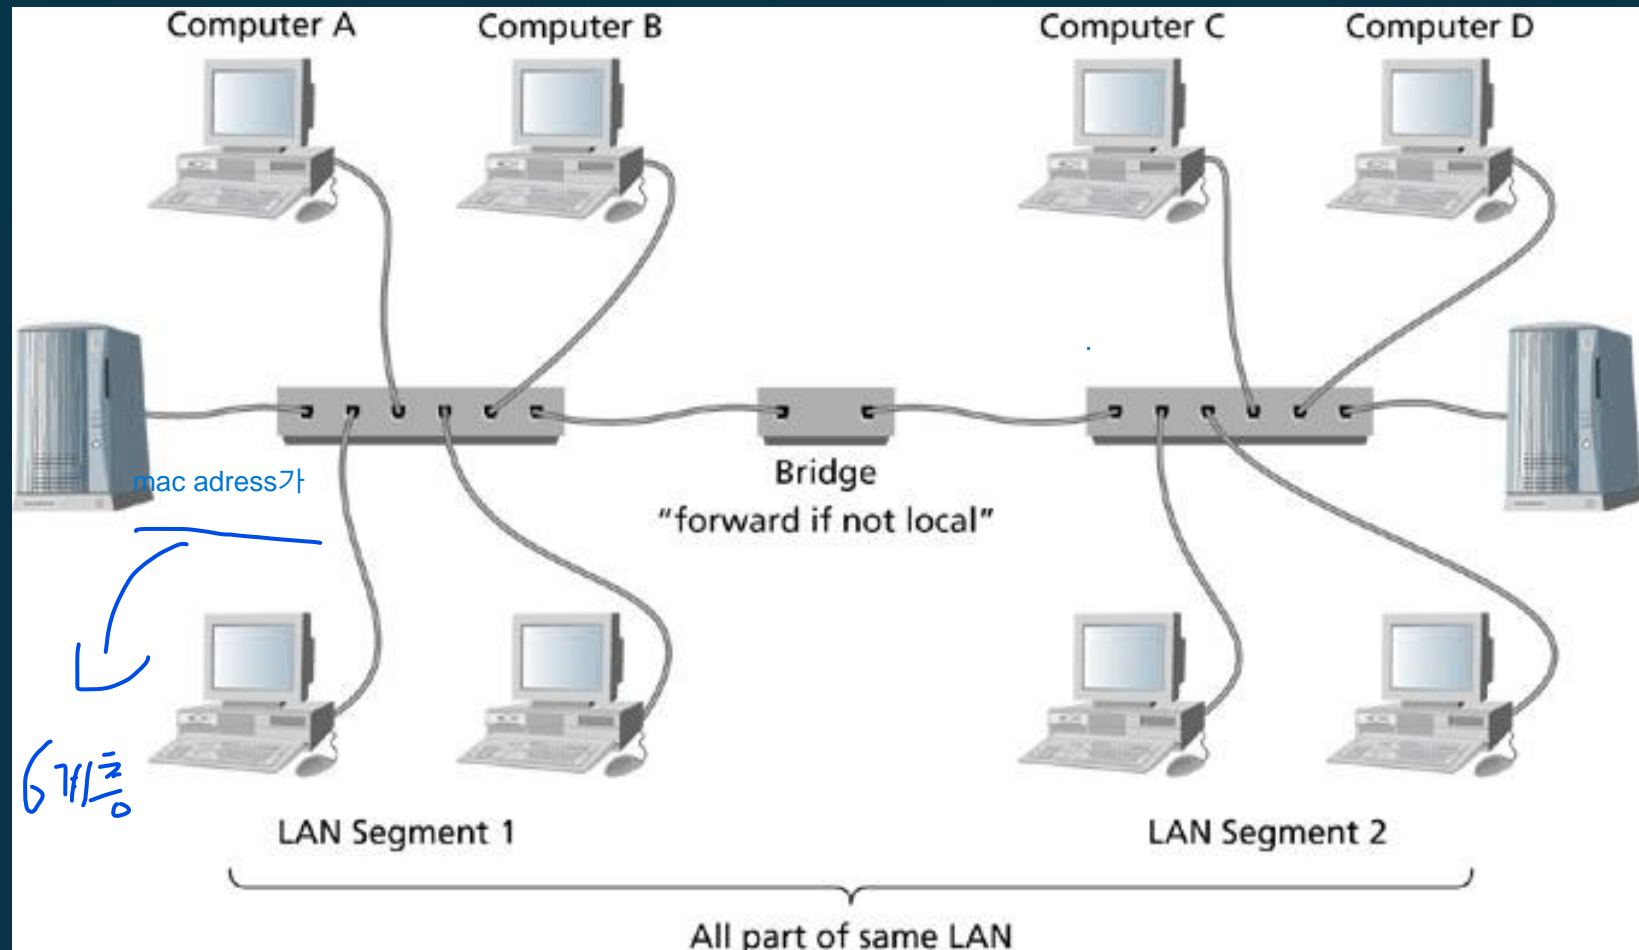 Computer A
Computer B
Computer C
Computer D
mac adress가
Bridge
“forward if not local”
6계층
LAN Segment 1
LAN Segment 2
All part of same LAN